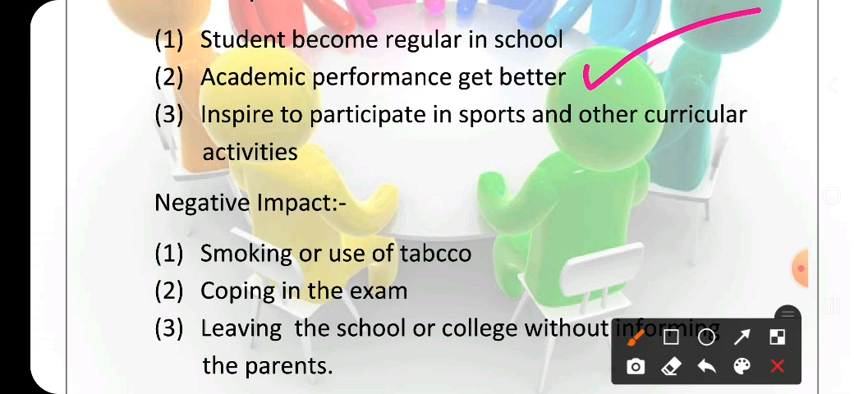 (1) Student become regular in school
(2) Academic performance get better
(3) Inspire to participate in sports and other curricular
activities
Negative Impact:-
(1) Smoking or use of tabcco
(2) Coping in the exam
(3) Leaving the school or college without informing
the parents.